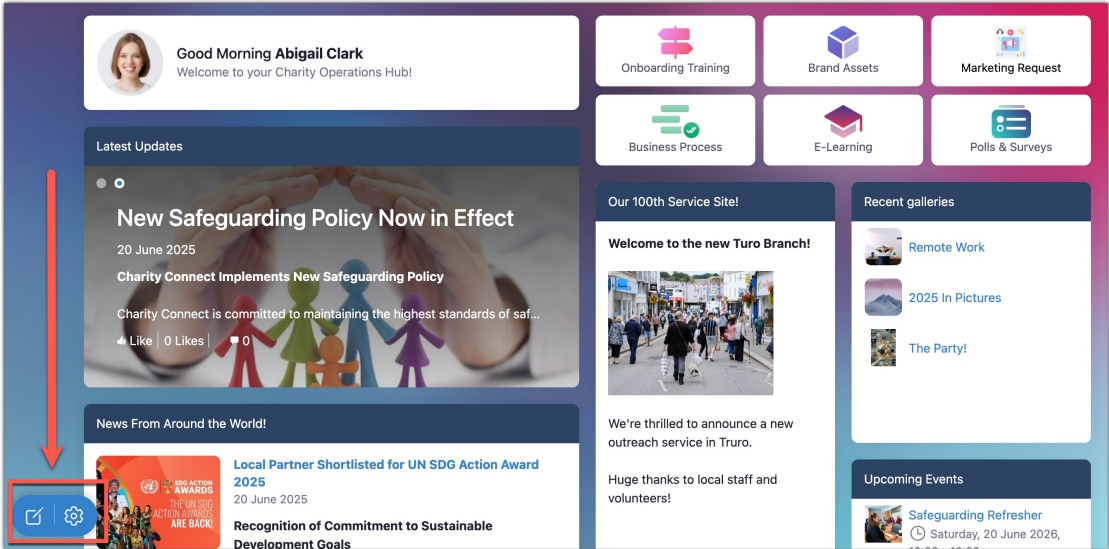 Good Morning Abigail Clark
Welcome to your Charity Operations Hub!
Onboarding Training
Brand Assets
Marketing Request
Business Process
E-Learning
Polls & Surveys
Latest Updates
New Safeguarding Policy Now in Effect
20 June 2025
Charity Connect Implements New Safeguarding Policy
Charity Connect is committed to maintaining the highest standards of saf...
Like
0 Likes
0
News From Around the World!
SDG ACTION
AWARDS
THE UN SDG
ACTION AWARDS
ARE BACK!
Local Partner Shortlisted for UN SDG Action Award
2025
20 June 2025
Recognition of Commitment to Sustainable
Development Goals
Our 100th Service Site!
Welcome to the new Turo Branch!
We're thrilled to announce a new
outreach service in Truro.
Huge thanks to local staff and
volunteers!
Recent galleries
Remote Work
2025 In Pictures
The Party!
Upcoming Events
Safeguarding Refresher
Saturday, 20 June 2026,